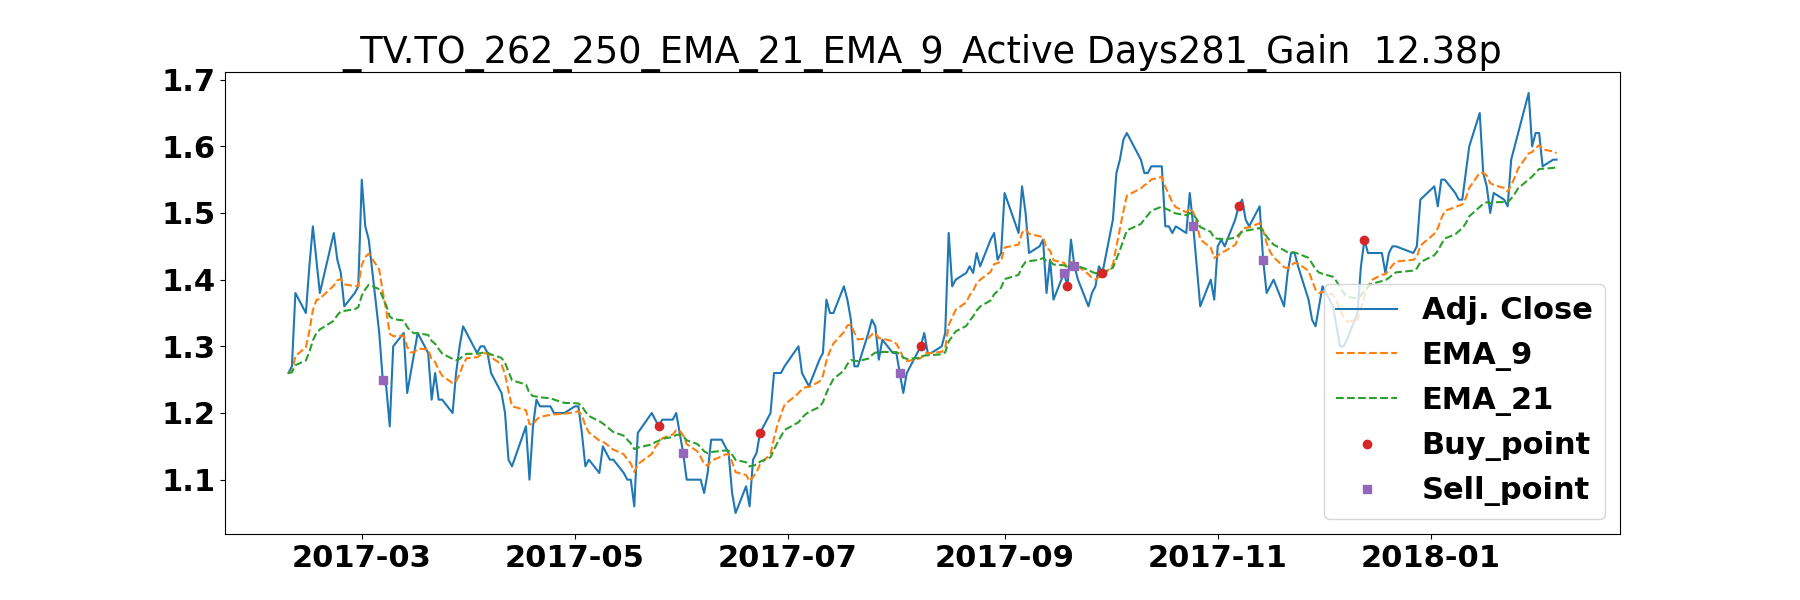 _TV.TO_262_250_EMA_21_EMA_9_Active Days281_Gain  12.38p
1.7
1.6
1.5
1.4
1.3
1.2
1.1
Adj. Close
EMA_9
EMA_21
Buy_point
Sell_point
2017-03 2017-05 2017-07 2017-09 2017-11 2018-01